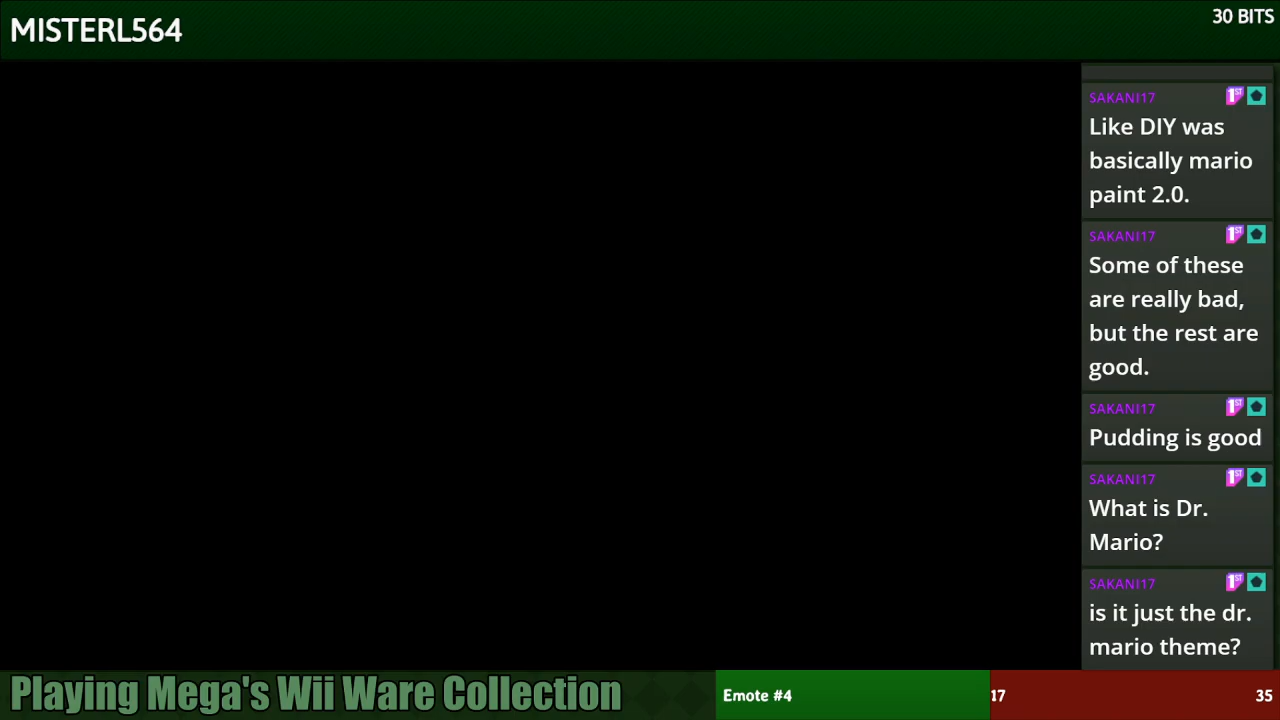 MISTERL564
30 BITS
SAKANI17
Like DIY was
basically mario
paint 2.0.
SAKANI17
Some of these
are really bad,
but the rest are
good.
SAKANI17
Pudding is good
SAKANI17
What is Dr.
Mario?
SAKANI17
is it just the dr.
mario theme?
Playing Mega's Wii Ware Collection
Emote #4
17
35